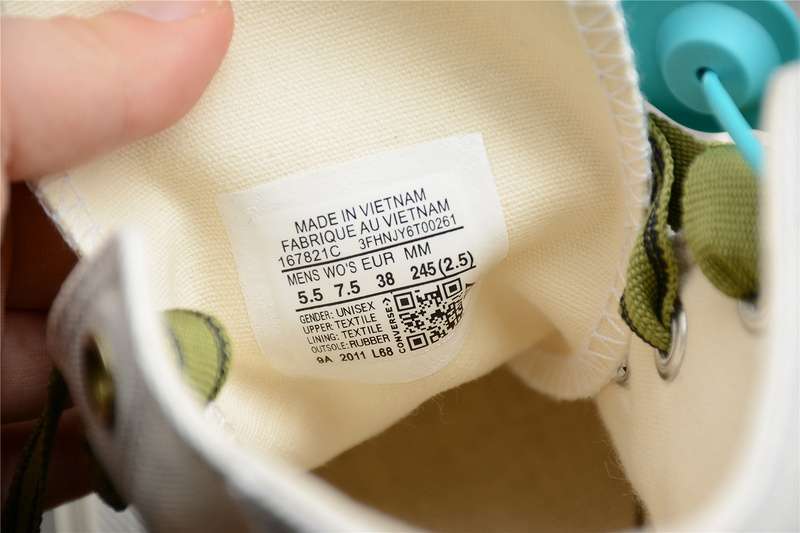 MADE IN VIETNAM
FABRIQUE AU VIETNAM
167821C 3FHNJY6T00261
MENS WO'S EUR MM
5.5 7.5 38 245(2.5)
GENDER: UNISEX
UPPER: TEXTILE
LINING: TEXTILE
OUTSOLE: RUBBER
9A 2011 L68
CONVERSE